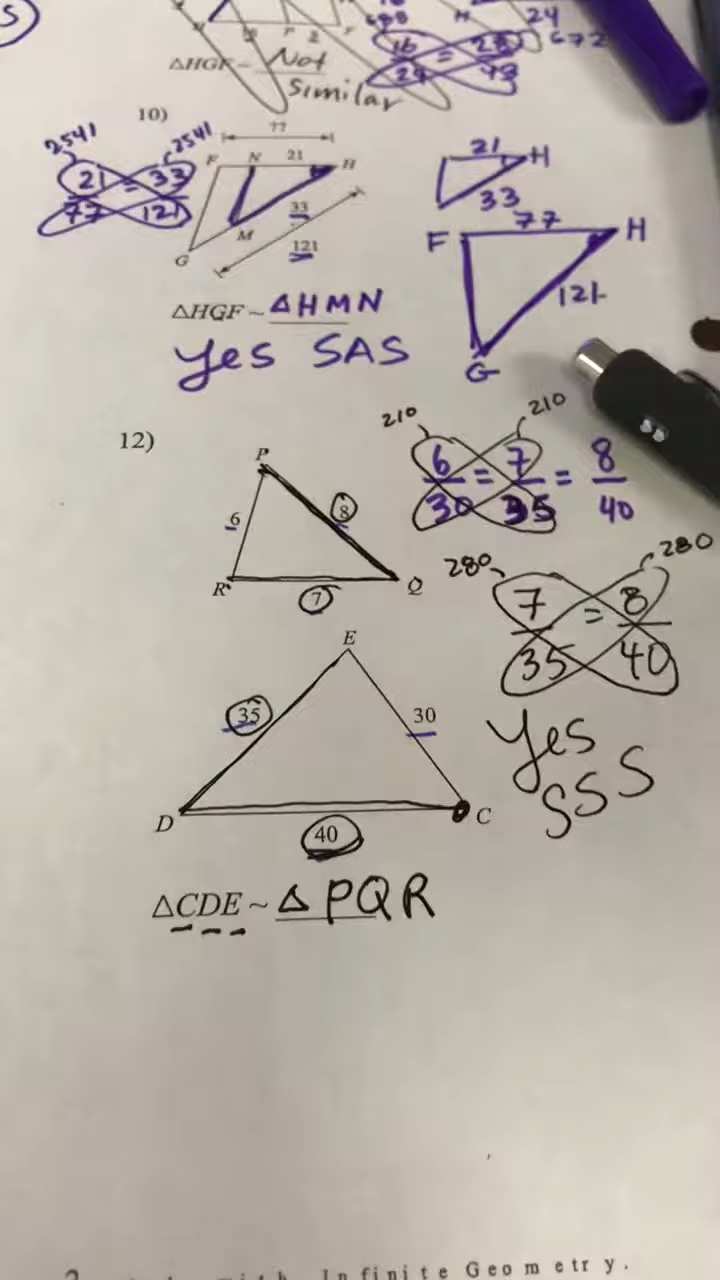 S
24
672
688
16 = 28
24 48
△HGF ~ Not
Similar
10)
77
2541 2541
21 = 33
77 121
F N 21 H
33
M
121
G
21 H
33
77
F H
121
G
△HGF ~ △HMN
Yes SAS
12)
P
6 8
R Q
7
210 210
6 = 7 = 8
30 35 40
280 280
7 = 8
35 40
Yes
SSS
E
35 30
D C
40
△CDE ~ △PQR
Infinite Geometry.